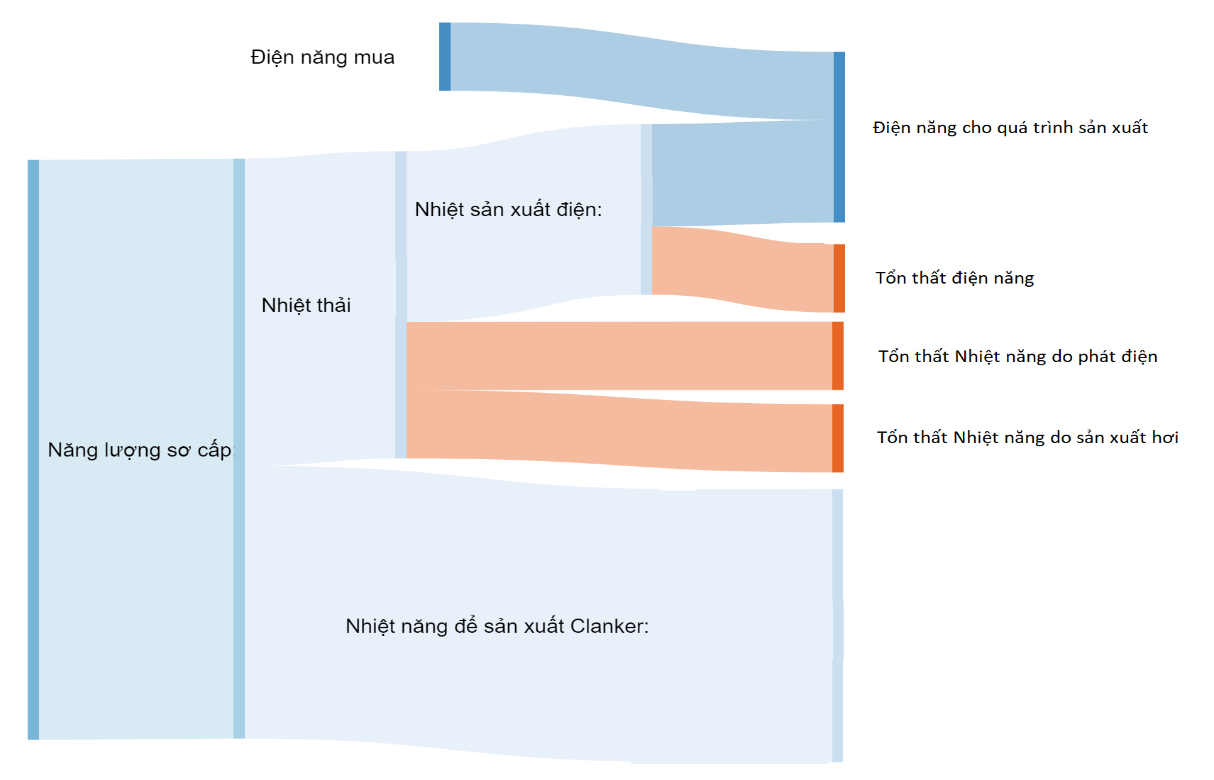 Điện năng mua
Điện năng cho quá trình sản xuất
Nhiệt sản xuất điện:
Tổn thất điện năng
Nhiệt thải
Tổn thất Nhiệt năng do phát điện
Tổn thất Nhiệt năng do sản xuất hơi
Năng lượng sơ cấp:
Nhiệt năng để sản xuất Clanker: